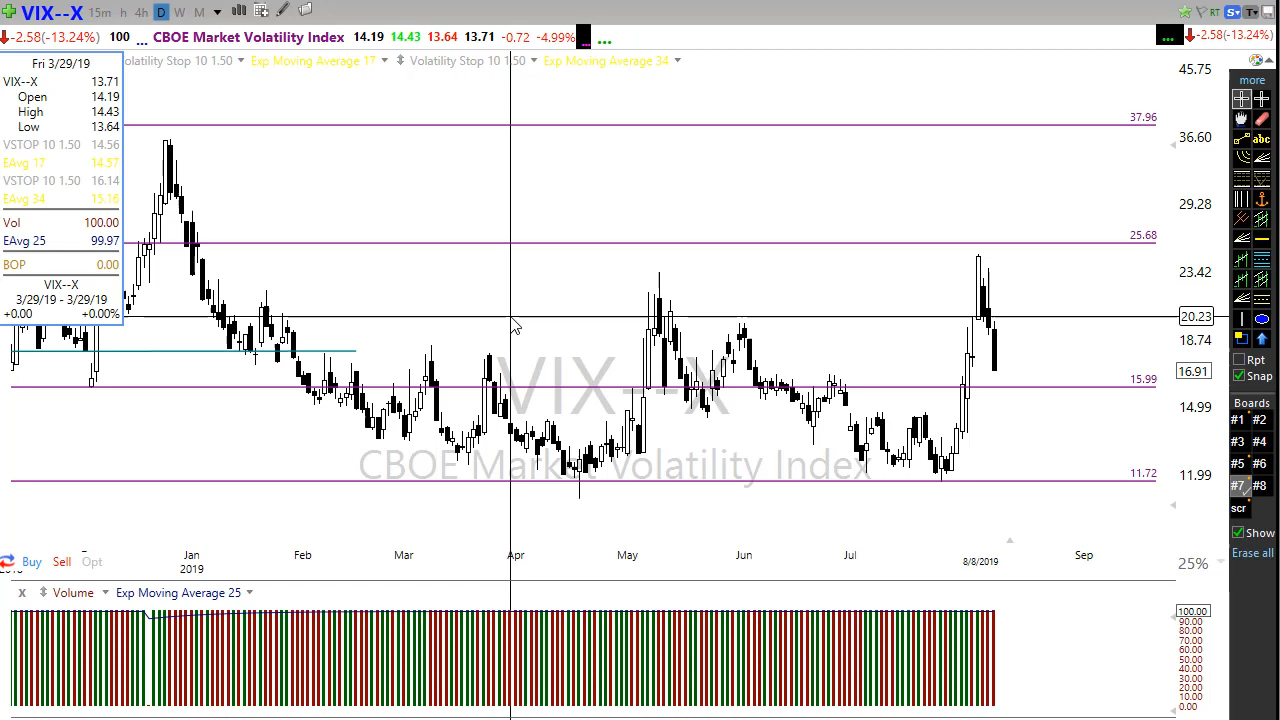 VIX--X 15m h 4h D W M RT S T
-2.58(-13.24%) 100 ... CBOE Market Volatility Index 14.19 14.43 13.64 13.71 -0.72 -4.99% ... ... ... -2.58(-13.24%)
olatility Stop 10 1.50 Exp Moving Average 17 Volatility Stop 10 1.50 Exp Moving Average 34
Fri 3/29/19
VIX--X 13.71
Open 14.19
High 14.43
Low 13.64
VSTOP 10 1.50 14.56
EAvg 17 14.57
VSTOP 10 1.50 16.14
EAvg 34 15.16
Vol 100.00
EAvg 25 99.97
BOP 0.00
VIX--X
3/29/19 - 3/29/19
+0.00 +0.00%
45.75
37.96
36.60
29.28
25.68
23.42
20.23
18.74
16.91
15.99
14.99
11.72
11.99
VIX--X
CBOE Market Volatility Index
Jan Feb Mar Apr May Jun Jul 8/8/2019 Sep
2019
Buy Sell Opt
25%
X Volume Exp Moving Average 25
100.00
90.00
80.00
70.00
60.00
50.00
40.00
30.00
20.00
10.00
0.00
more
abc
Rpt
Snap
Boards
#1 #2
#3 #4
#5 #6
#7 #8
scr
Show
Erase all